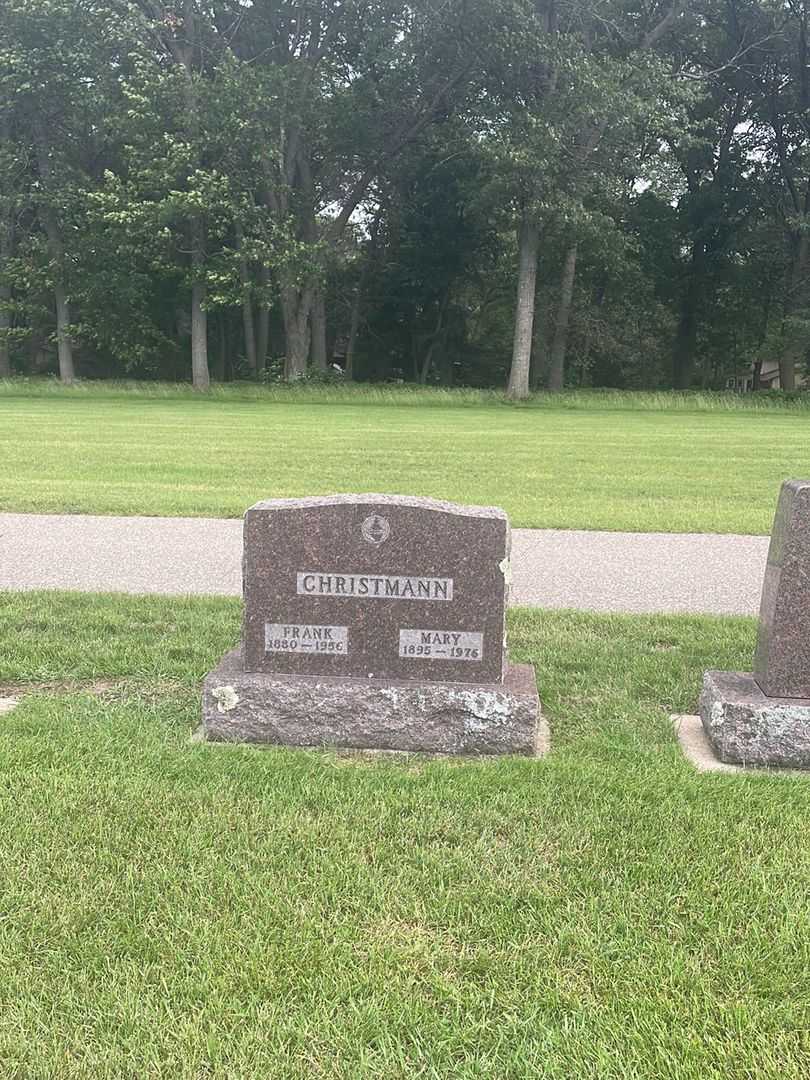 CHRISTMANN
FRANK
1880 – 1956
MARY
1895 – 1976